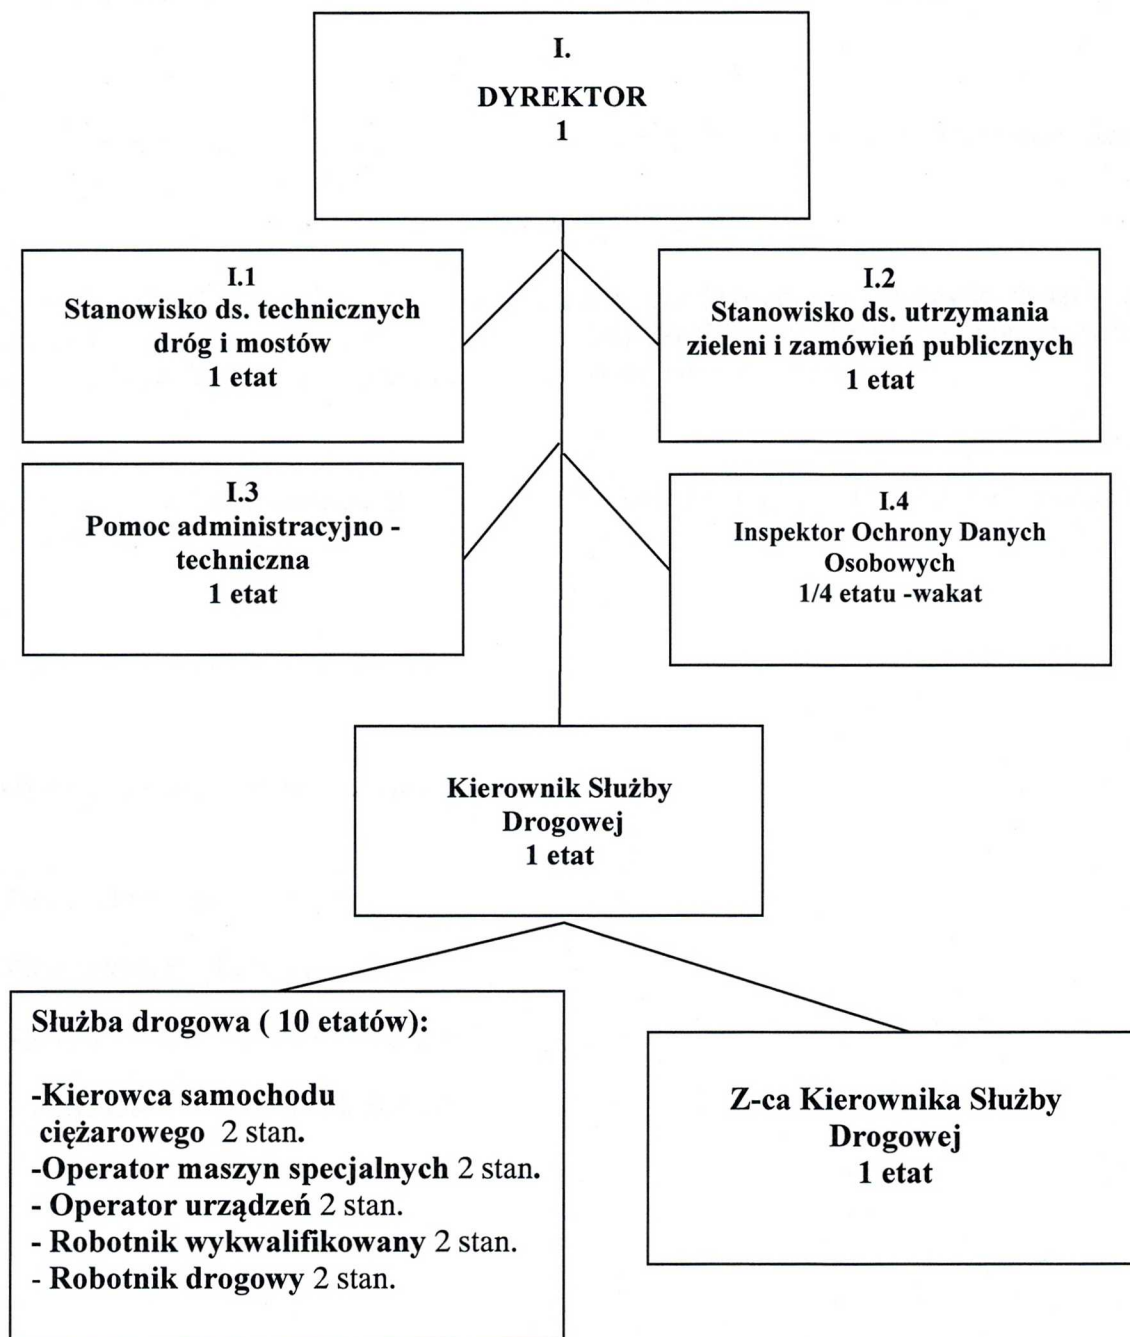 I.
DYREKTOR
1
I.1
Stanowisko ds. technicznych
dróg i mostów
1 etat
I.2
Stanowisko ds. utrzymania
zieleni i zamówień publicznych
1 etat
I.3
Pomoc administracyjno -
techniczna
1 etat
I.4
Inspektor Ochrony Danych
Osobowych
1/4 etatu -wakat
Kierownik Służby
Drogowej
1 etat
Służba drogowa ( 10 etatów):
-Kierowca samochodu
ciężarowego 2 stan.
-Operator maszyn specjalnych 2 stan.
- Operator urządzeń 2 stan.
- Robotnik wykwalifikowany 2 stan.
- Robotnik drogowy 2 stan.
Z-ca Kierownika Służby
Drogowej
1 etat